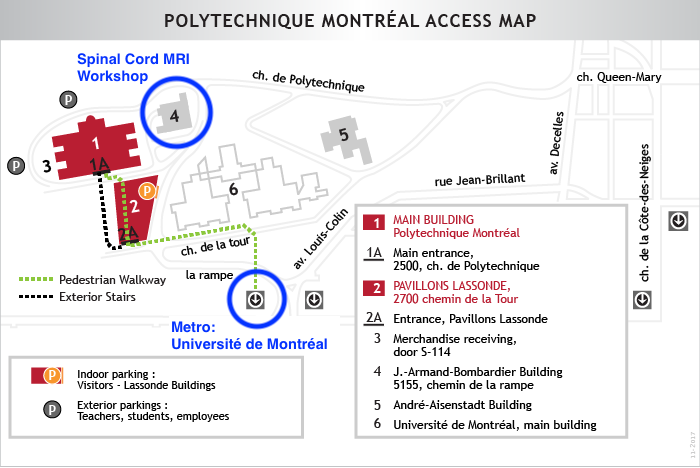 POLYTECHNIQUE MONTRÉAL ACCESS MAP
Spinal Cord MRI
Workshop
ch. de Polytechnique
ch. Queen-Mary
P
4
1
5
av. Decelles
3
1A
P
P
2
6
rue Jean-Brillant
ch. de la Côte-des-Neiges
2A
ch. de la tour
av. Louis-Colin
la rampe
Pedestrian Walkway
Exterior Stairs
Metro:
Université de Montréal
P
Indoor parking :
Visitors - Lassonde Buildings
P
Exterior parkings :
Teachers, students, employees
1 MAIN BUILDING
Polytechnique Montréal
1A Main entrance,
2500, ch. de Polytechnique
2 PAVILLONS LASSONDE,
2700 chemin de la Tour
2A Entrance, Pavillons Lassonde
3 Merchandise receiving,
door S-114
4 J.-Armand-Bombardier Building
5155, chemin de la rampe
5 André-Aisenstadt Building
6 Université de Montréal, main building